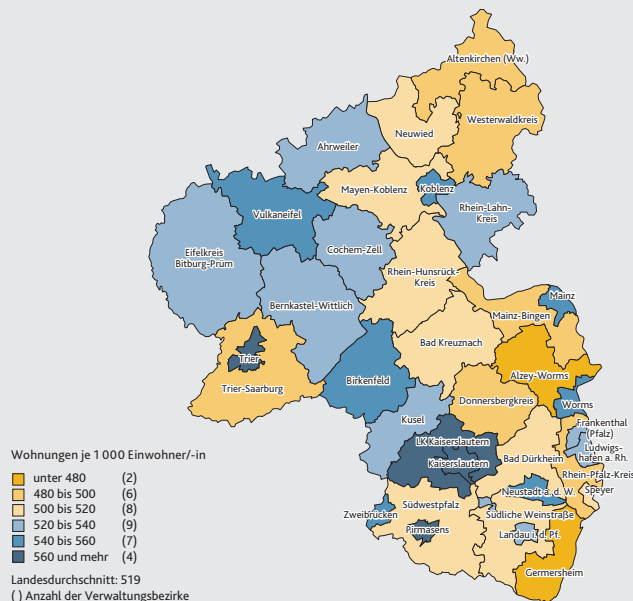 Altenkirchen (Ww.)
Westerwaldkreis
Neuwied
Ahrweiler
Mayen-Koblenz
Koblenz
Rhein-Lahn-
Kreis
Vulkaneifel
Cochem-Zell
Eifelkreis
Bitburg-Prüm
Rhein-Hunsrück-
Kreis
Bernkastel-Wittlich
Mainz
Mainz-Bingen
Bad Kreuznach
Trier
Alzey-Worms
Birkenfeld
Trier-Saarburg
Donnersbergkreis
Worms
Kusel
Frankenthal
(Pfalz)
LK Kaiserslautern
Ludwigs-
hafen a. Rh.
Bad Dürkheim
Kaiserslautern
Rhein-Pfalz-Kreis
Neustadt a. d. W.
Speyer
Südwestpfalz
Zweibrücken
Südliche Weinstraße
Pirmasens
Landau i. d. Pf.
Germersheim
Wohnungen je 1 000 Einwohner/-in
unter 480 (2)
480 bis 500 (6)
500 bis 520 (8)
520 bis 540 (9)
540 bis 560 (7)
560 und mehr (4)
Landesdurchschnitt: 519
( ) Anzahl der Verwaltungsbezirke